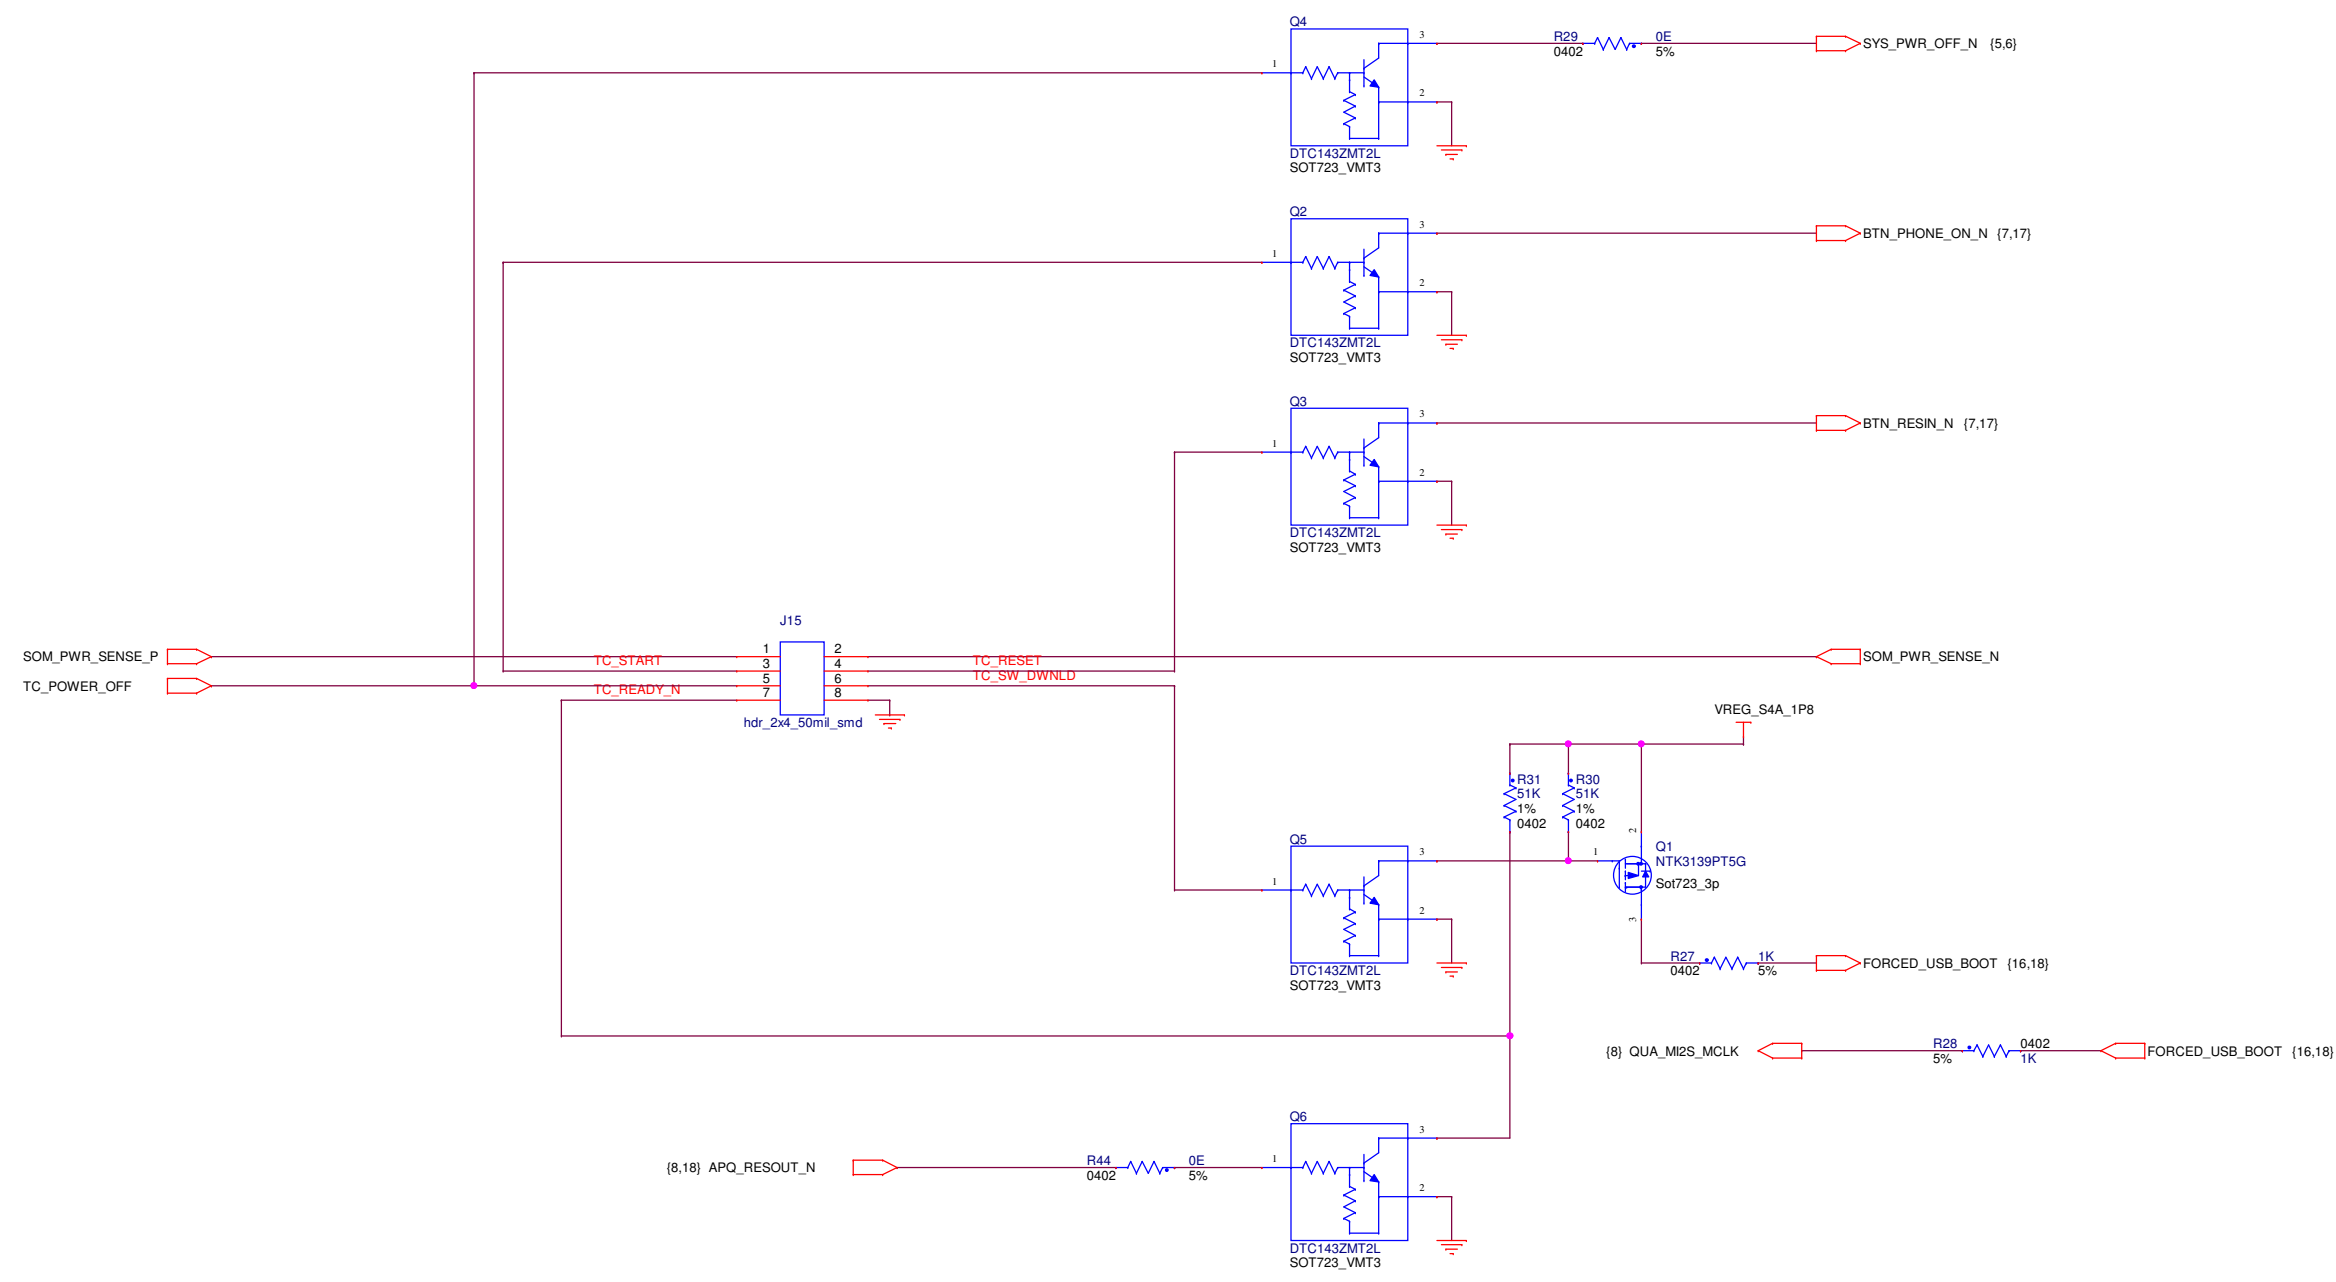 Q4
3
R29
0E
SYS_PWR_OFF_N {5,6}
0402
5%
1
2
DTC143ZMT2L
SOT723_VMT3
Q2
3
BTN_PHONE_ON_N {7,17}
1
2
DTC143ZMT2L
SOT723_VMT3
Q3
3
BTN_RESIN_N {7,17}
1
2
DTC143ZMT2L
SOT723_VMT3
J15
SOM_PWR_SENSE_P
1
2
SOM_PWR_SENSE_N
TC_START
3
4
TC_RESET
TC_POWER_OFF
5
6
TC_SW_DWNLD
TC_READY_N
7
8
hdr_2x4_50mil_smd
VREG_S4A_1P8
R31
51K
1%
0402
R30
51K
1%
0402
Q5
3
1
2
DTC143ZMT2L
SOT723_VMT3
1
2
Q1
NTK3139PT5G
Sot723_3p
3
R27
1K
FORCED_USB_BOOT {16,18}
0402
5%
{8} QUA_MI2S_MCLK
R28
0402
FORCED_USB_BOOT {16,18}
5%
1K
Q6
3
{8,18} APQ_RESOUT_N
R44
0E
0402
5%
1
2
DTC143ZMT2L
SOT723_VMT3